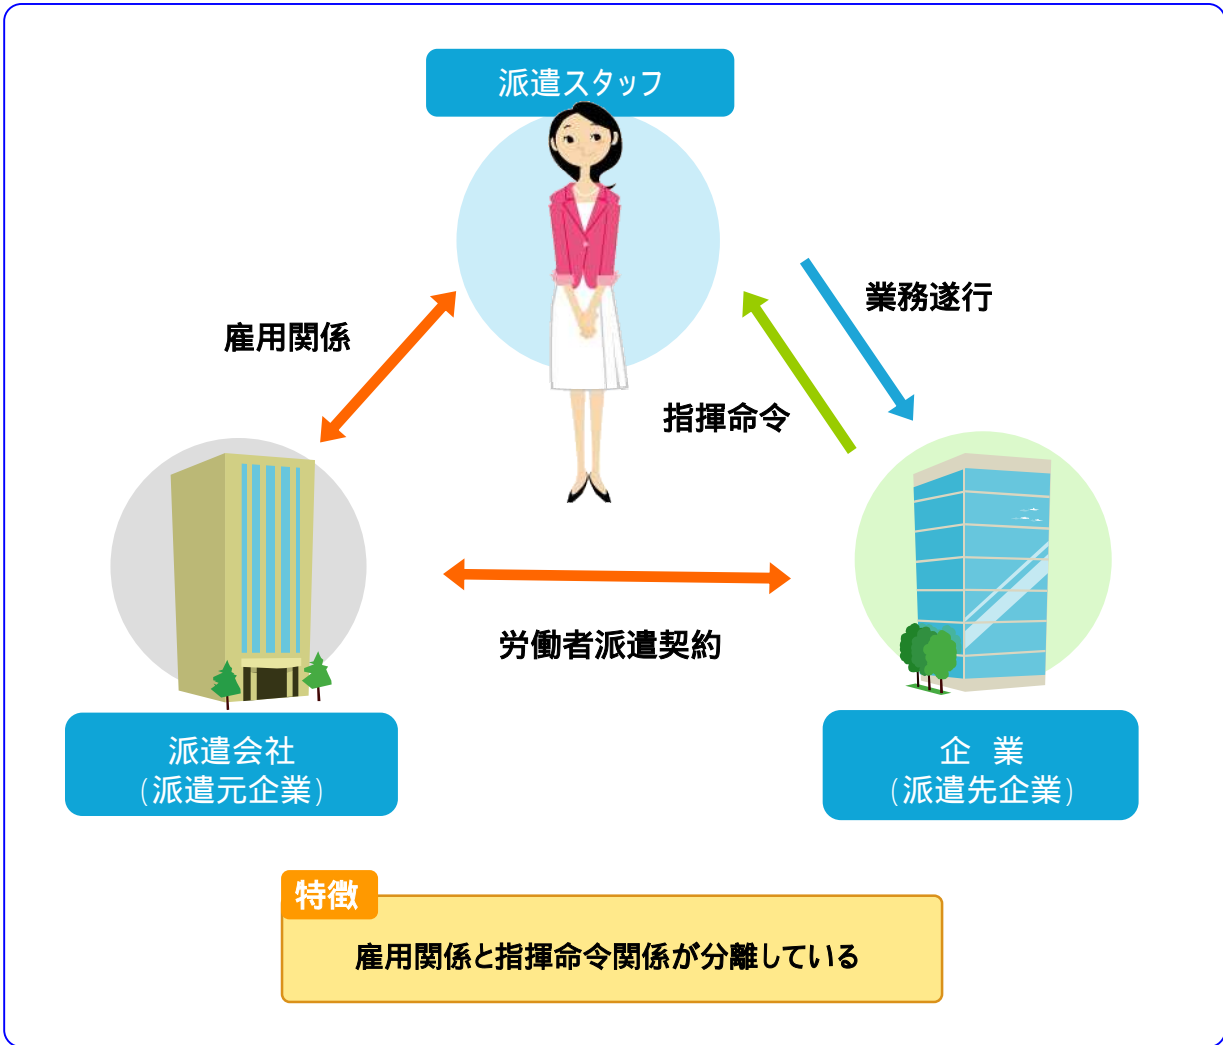 派遣スタッフ
業務遂行
雇用関係
指揮命令
労働者派遣契約
派遣会社
(派遣元企業)
企　業
(派遣先企業)
特徴
雇用関係と指揮命令関係が分離している